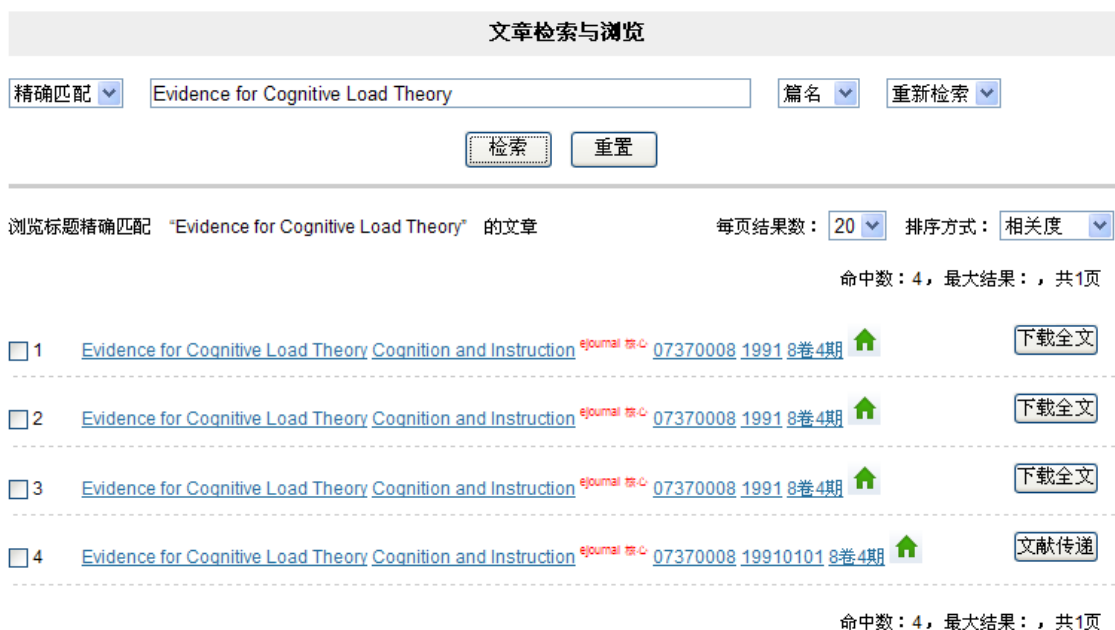 文章检索与浏览
精确匹配 Evidence for Cognitive Load Theory 篇名 重新检索
检索 重置
浏览标题精确匹配 “Evidence for Cognitive Load Theory” 的文章 每页结果数： 20 排序方式： 相关度
命中数：4，最大结果：，共1页
1 Evidence for Cognitive Load Theory Cognition and Instruction ejournal 核心 07370008 1991 8卷4期 下载全文
2 Evidence for Cognitive Load Theory Cognition and Instruction ejournal 核心 07370008 1991 8卷4期 下载全文
3 Evidence for Cognitive Load Theory Cognition and Instruction ejournal 核心 07370008 1991 8卷4期 下载全文
4 Evidence for Cognitive Load Theory Cognition and Instruction ejournal 核心 07370008 19910101 8卷4期 文献传递
命中数：4，最大结果：，共1页